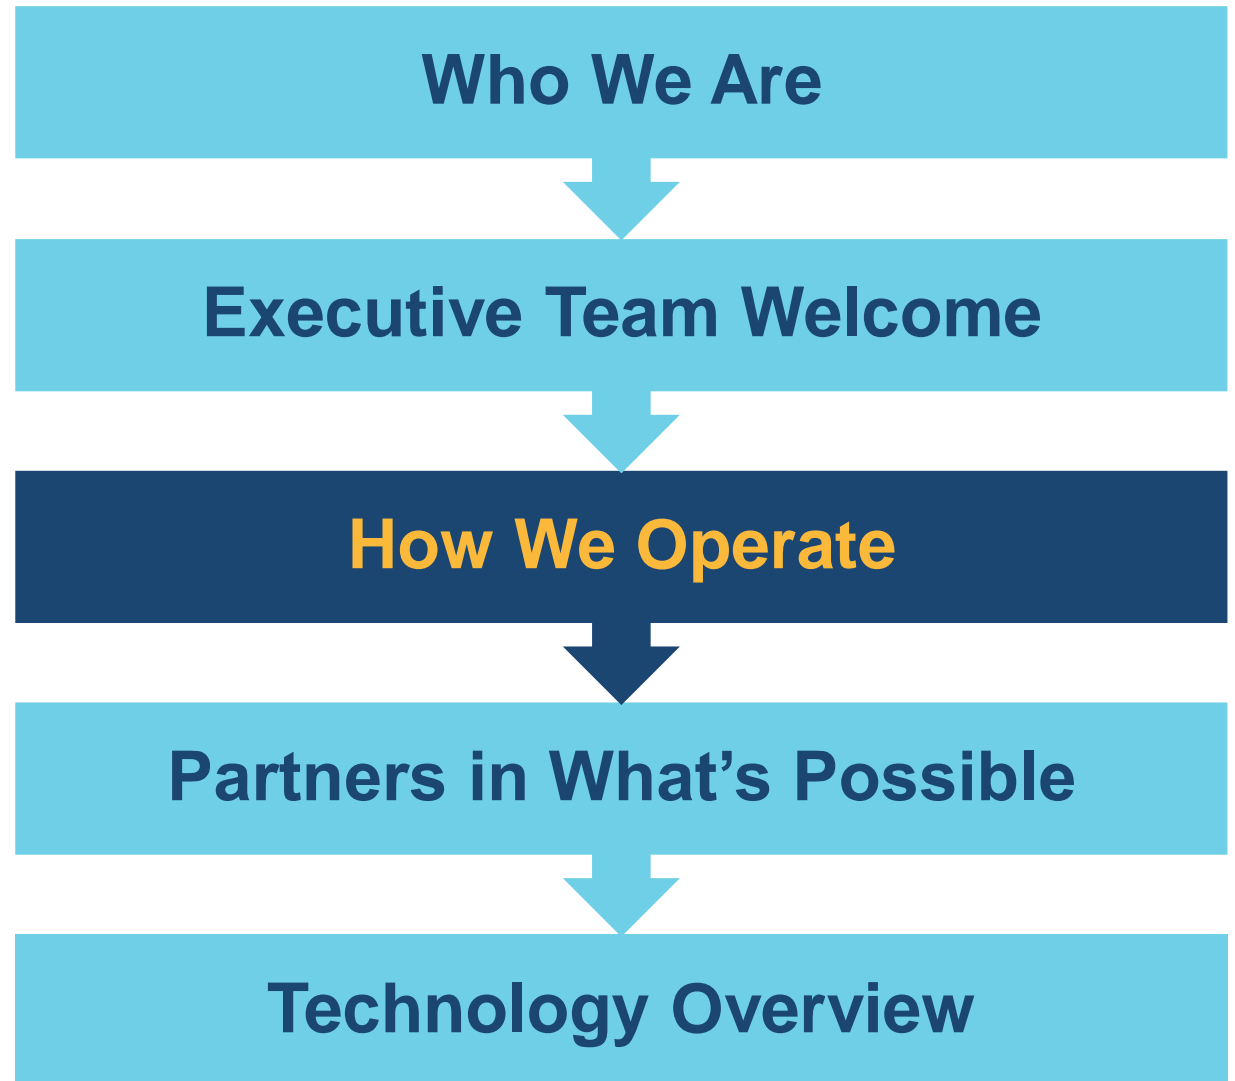 Who We Are
Executive Team Welcome
How We Operate
Partners in What’s Possible
Technology Overview